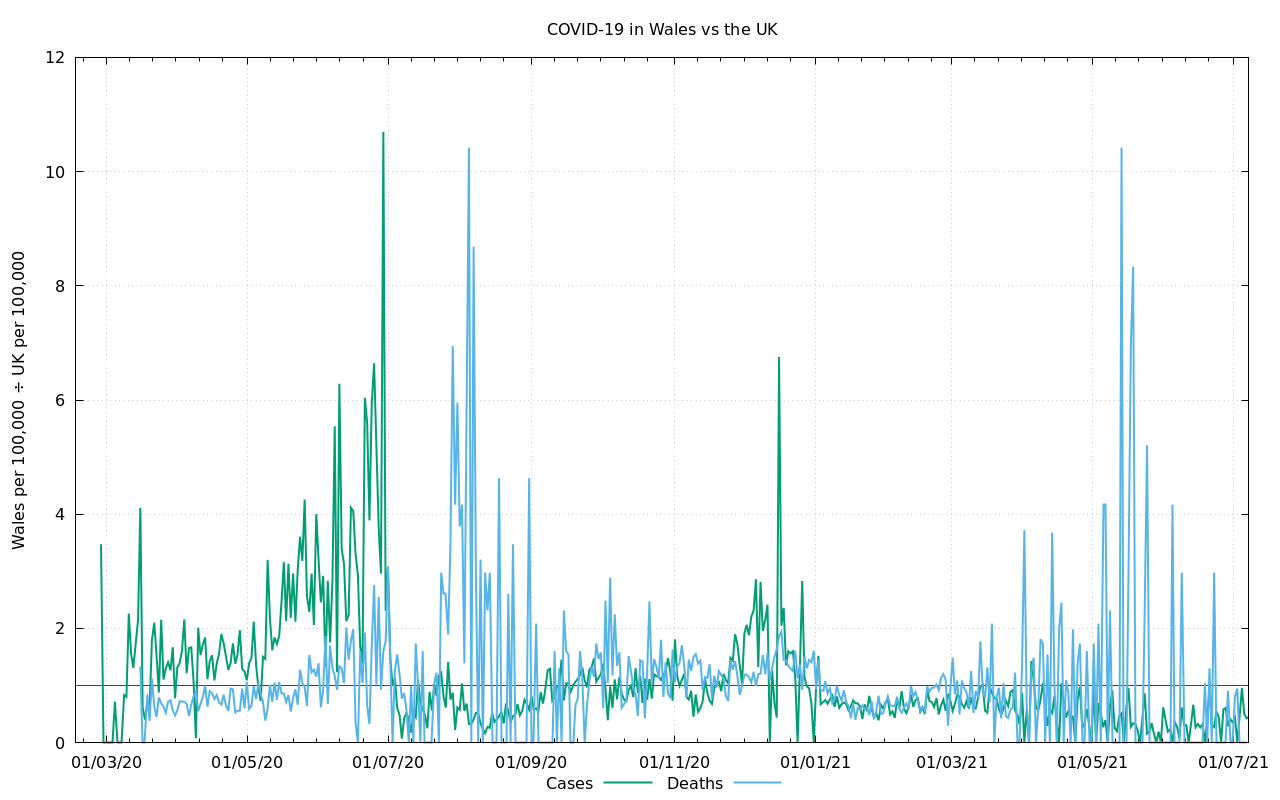 COVID-19 in Wales vs the UK
Wales per 100,000 ÷ UK per 100,000
12
10
8
6
4
2
0
01/03/20 01/05/20 01/07/20 01/09/20 01/11/20 01/01/21 01/03/21 01/05/21 01/07/21
Cases Deaths